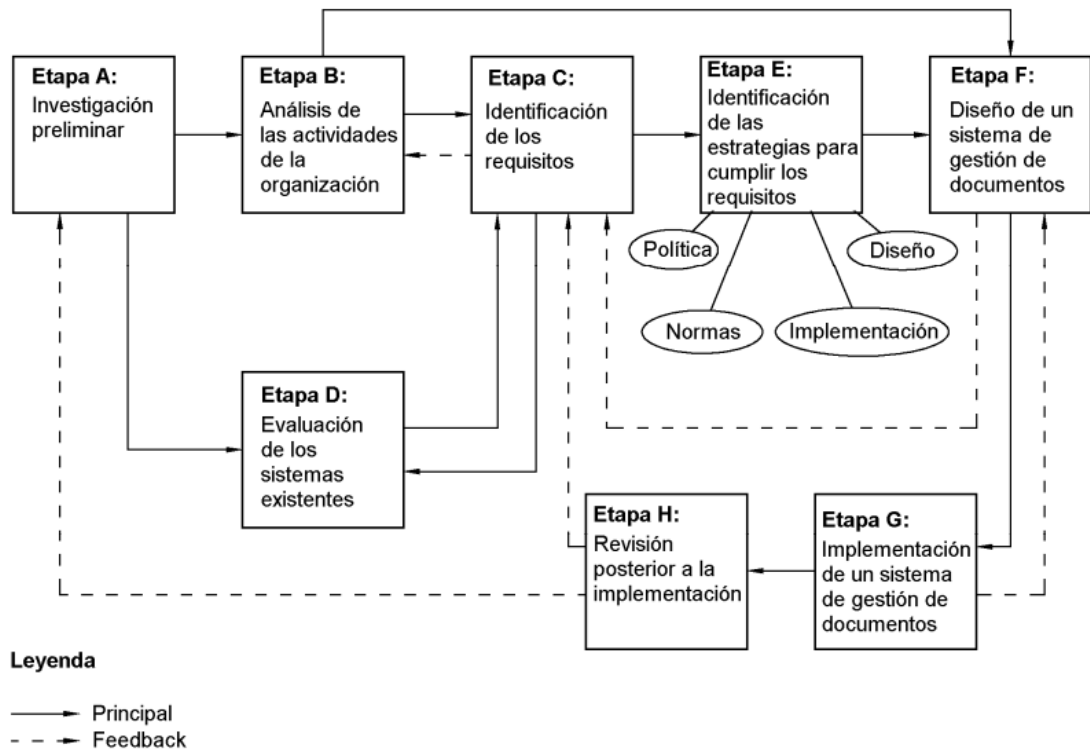 Etapa A:
Investigación
preliminar
Etapa B:
Análisis de
las actividades
de la
organización
Etapa C:
Identificación
de los
requisitos
Etapa E:
Identificación
de las
estrategias para
cumplir los
requisitos
Etapa F:
Diseño de un
sistema de
gestión de
documentos
Política
Diseño
Normas
Implementación
Etapa D:
Evaluación
de los
sistemas
existentes
Etapa H:
Revisión
posterior a la
implementación
Etapa G:
Implementación
de un sistema
de gestión de
documentos
Leyenda
Principal
Feedback